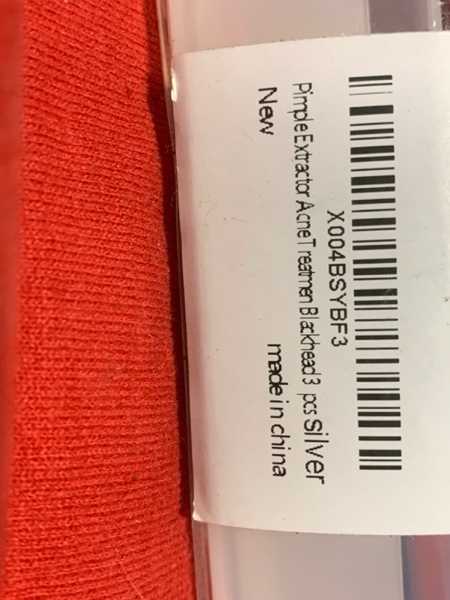 X004BSYBF3
Pimple Extractor Acne Treatmen Blackhead 3 pcs Silver
New
made in china